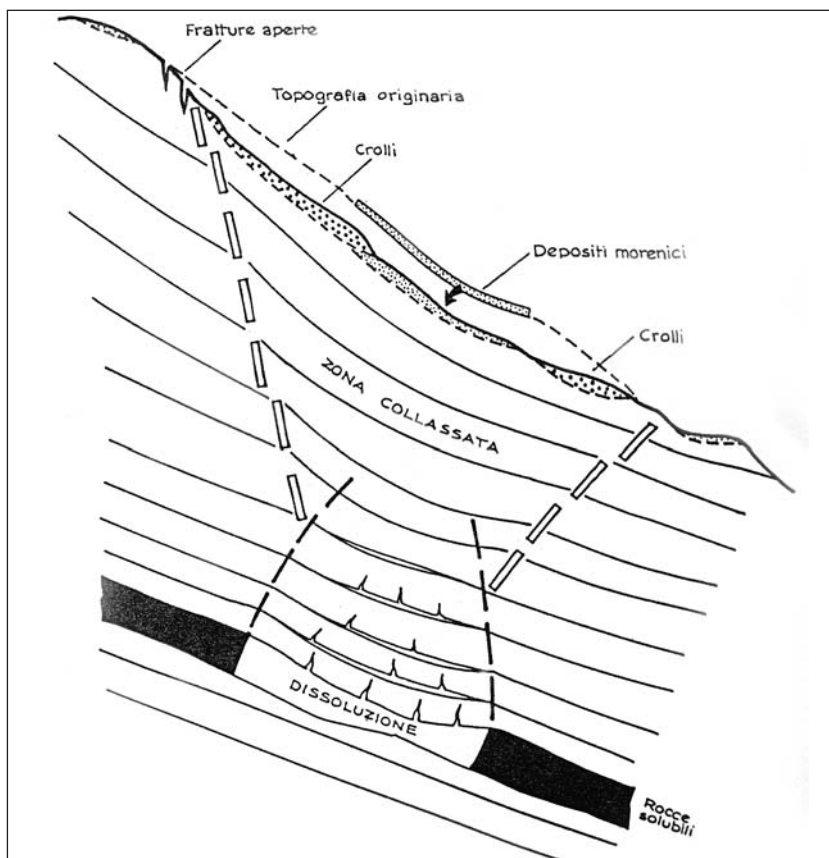 Fratture aperte
Topografia originaria
Crolli
Depositi morenici
Crolli
ZONA COLLASSATA
DISSOLUZIONE
Rocce
solubili